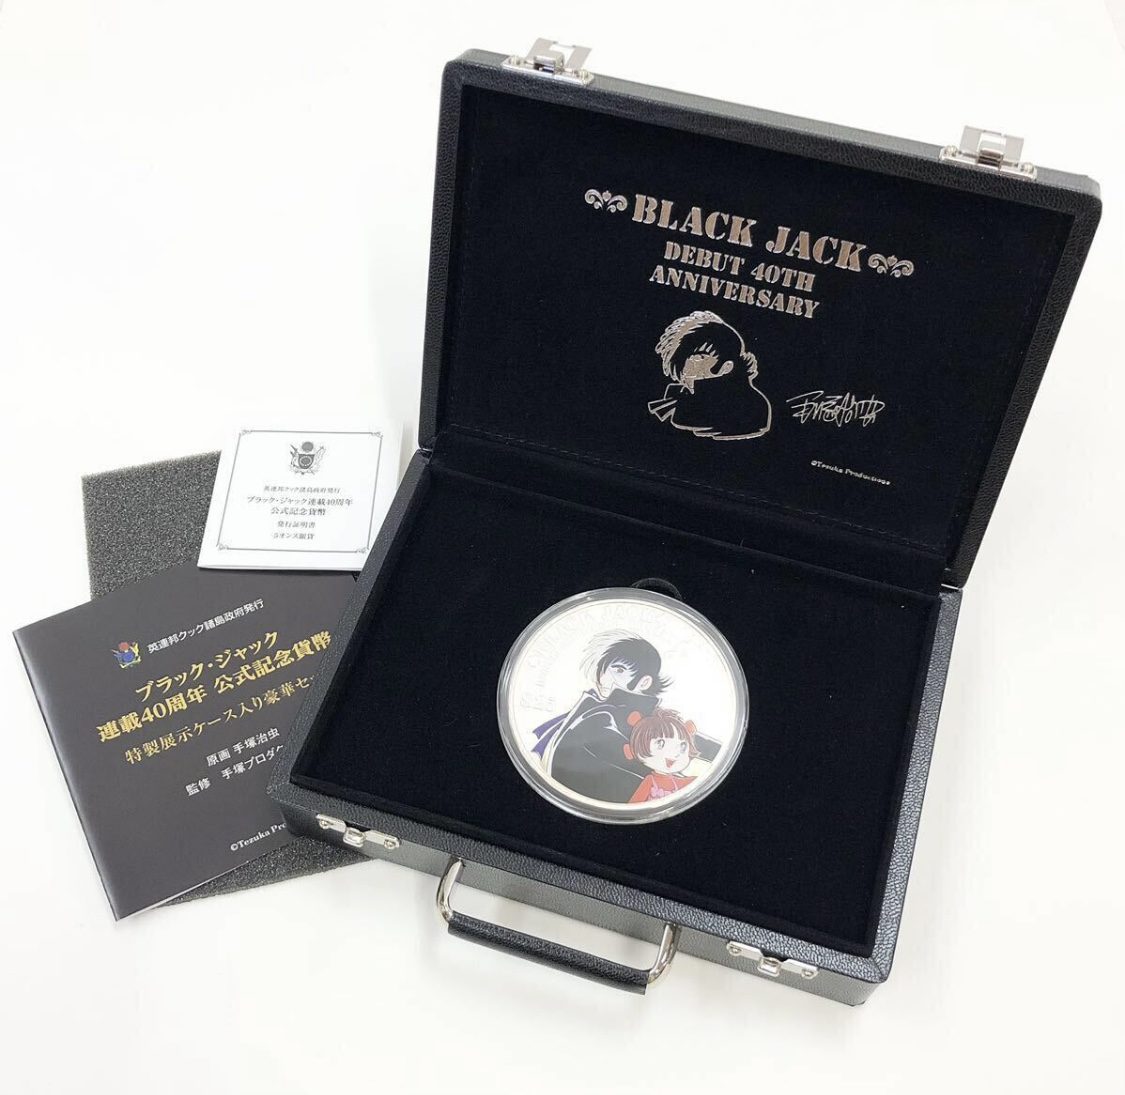 BLACK JACK
DEBUT 40TH
ANNIVERSARY
©Tezuka Productions
英連邦クック諸島政府発行
ブラック・ジャック連載40周年
公式記念貨幣
発行証明書
5オンス銀貨
英連邦クック諸島政府発行
ブラック・ジャック
連載40周年 公式記念貨幣
特製展示ケース入り豪華セ
原画 手塚治虫
監修 手塚プロダク
©Tezuka Pro